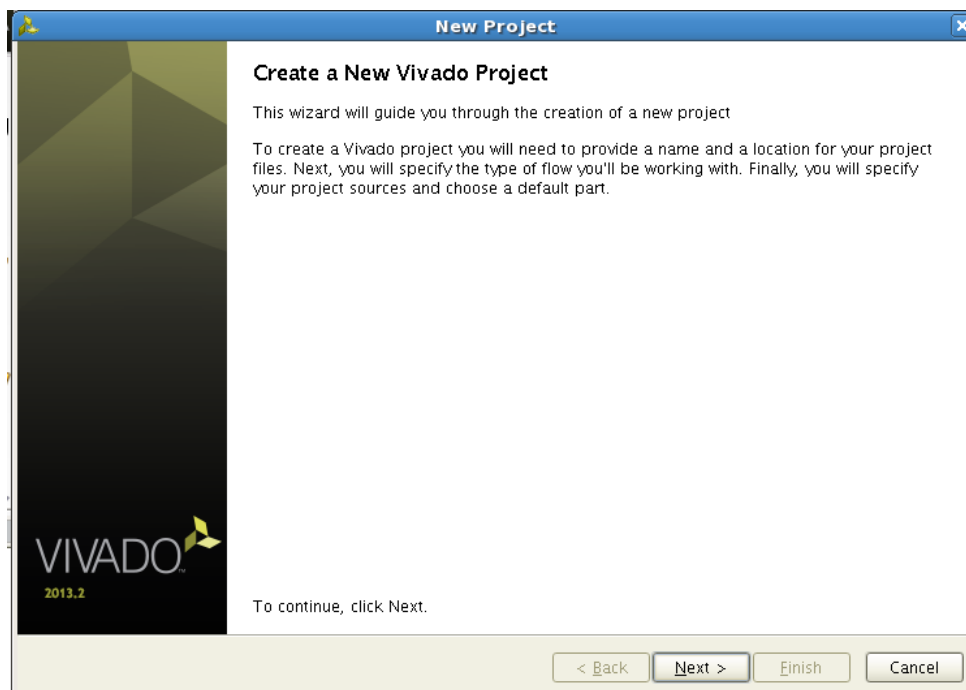 New Project
Create a New Vivado Project
This wizard will guide you through the creation of a new project
To create a Vivado project you will need to provide a name and a location for your project
files. Next, you will specify the type of flow you'll be working with. Finally, you will specify
your project sources and choose a default part.
VIVADO™
2013.2
To continue, click Next.
< Back Next > Finish Cancel